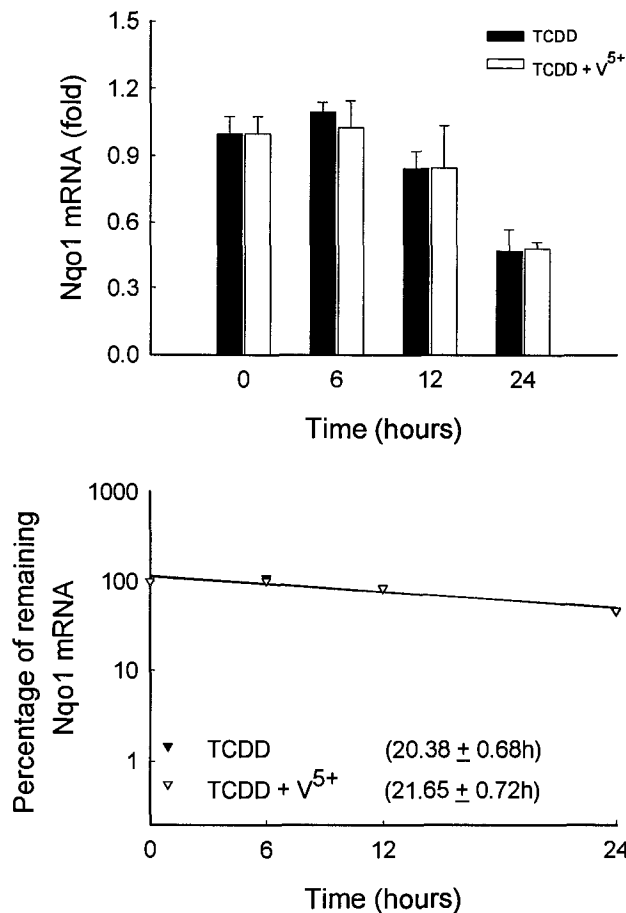 1.5
1.2
0.9
0.6
0.3
0.0
Nqo1 mRNA (fold)
TCDD
TCDD + V5+
0 6 12 24
Time (hours)
1000
100
10
1
Percentage of remaining
Nqo1 mRNA
TCDD (20.38 ± 0.68h)
TCDD + V5+ (21.65 ± 0.72h)
0 6 12 24
Time (hours)